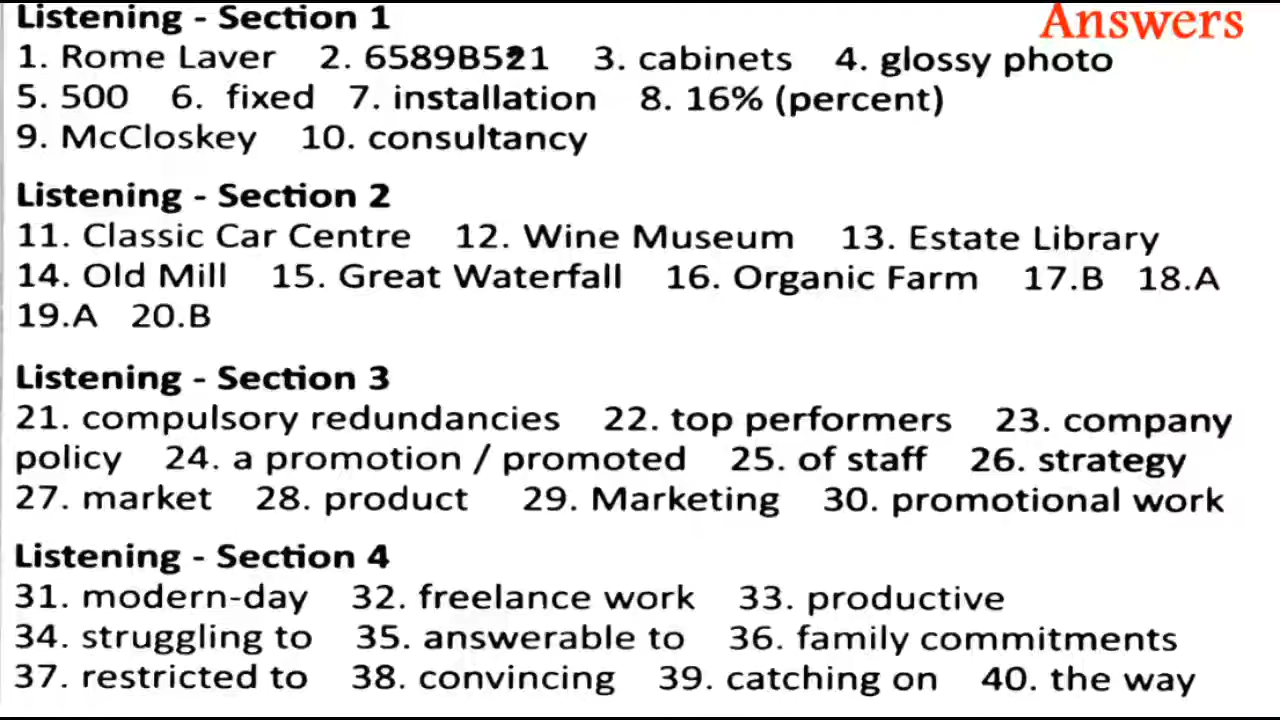 Listening - Section 1
Answers
1. Rome Laver 2. 6589B521 3. cabinets 4. glossy photo
5. 500 6. fixed 7. installation 8. 16% (percent)
9. McCloskey 10. consultancy
Listening - Section 2
11. Classic Car Centre 12. Wine Museum 13. Estate Library
14. Old Mill 15. Great Waterfall 16. Organic Farm 17.B 18.A
19.A 20.B
Listening - Section 3
21. compulsory redundancies 22. top performers 23. company
policy 24. a promotion / promoted 25. of staff 26. strategy
27. market 28. product 29. Marketing 30. promotional work
Listening - Section 4
31. modern-day 32. freelance work 33. productive
34. struggling to 35. answerable to 36. family commitments
37. restricted to 38. convincing 39. catching on 40. the way